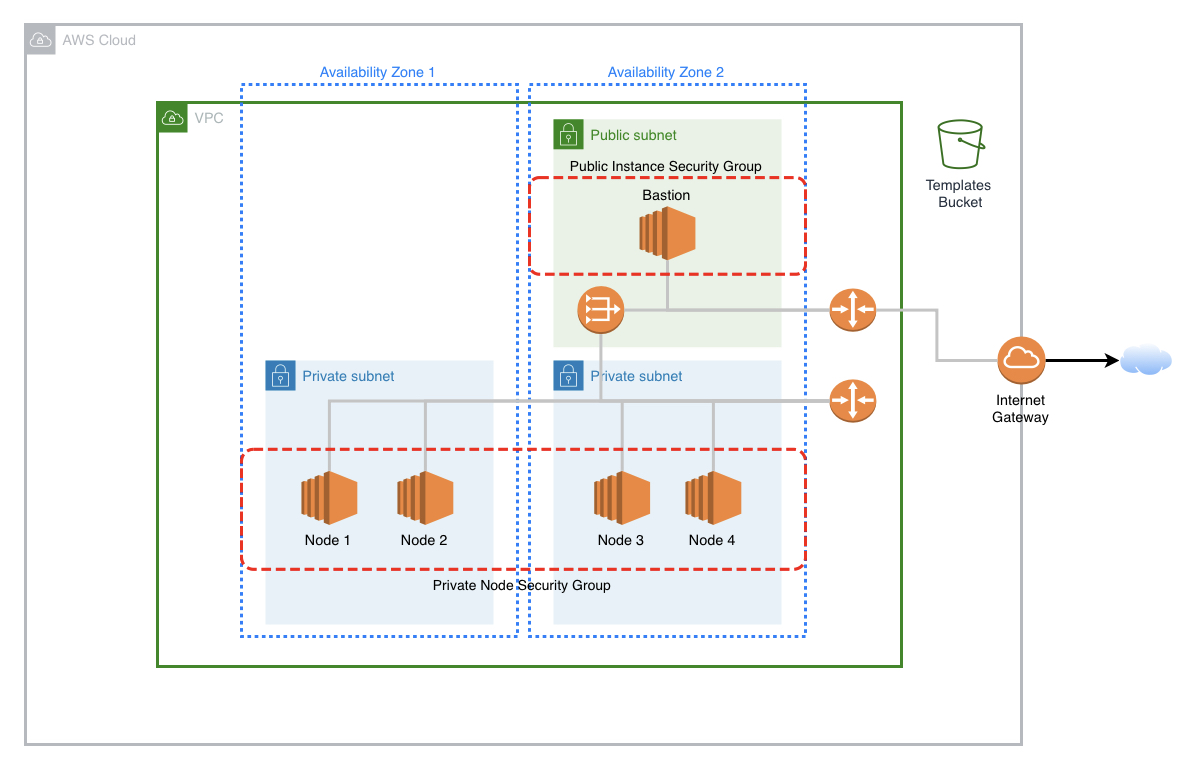 AWS Cloud
Availability Zone 1
Availability Zone 2
VPC
Public subnet
Public Instance Security Group
Bastion
Templates
Bucket
Private subnet
Private subnet
Internet
Gateway
Node 1
Node 2
Node 3
Node 4
Private Node Security Group